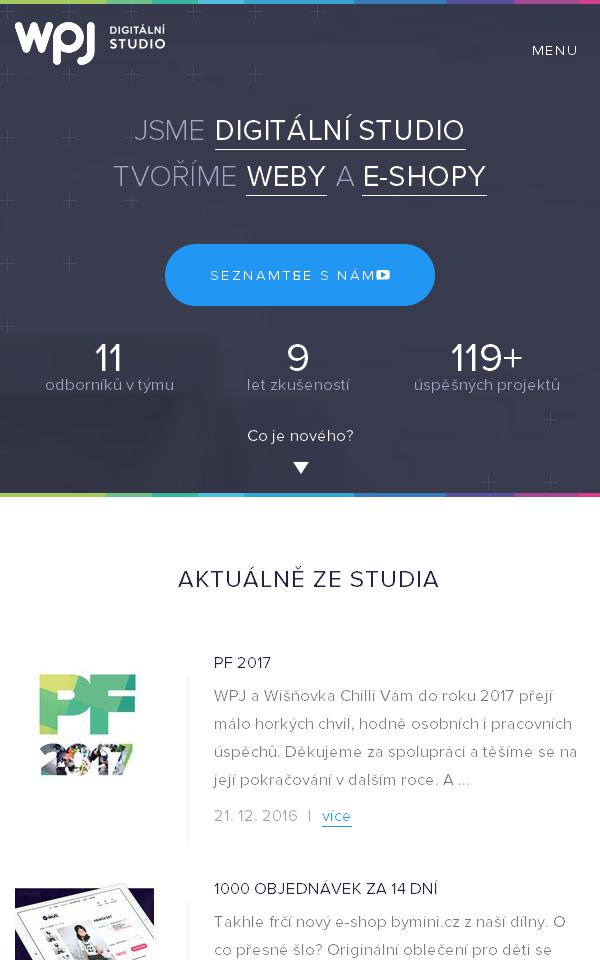 WPJ DIGITÁLNÍ STUDIO
MENU
JSME DIGITÁLNÍ STUDIO
TVOŘÍME WEBY A E-SHOPY
SEZNAMTE SE S NÁMI
11
odborníků v týmu
9
let zkušeností
119+
úspěšných projektů
Co je nového?
AKTUÁLNĚ ZE STUDIA
PF
2017
PF 2017
WPJ a Wišňovka Chilli Vám do roku 2017 přejí
málo horkých chvil, hodně osobních i pracovních
úspěchů. Děkujeme za spolupráci a těšíme se na
její pokračování v dalším roce. A ...
21. 12. 2016 | více
1000 OBJEDNÁVEK ZA 14 DNÍ
Takhle frčí nový e-shop bymini.cz z naší dílny. O
co přesně šlo? Originální oblečení pro děti se